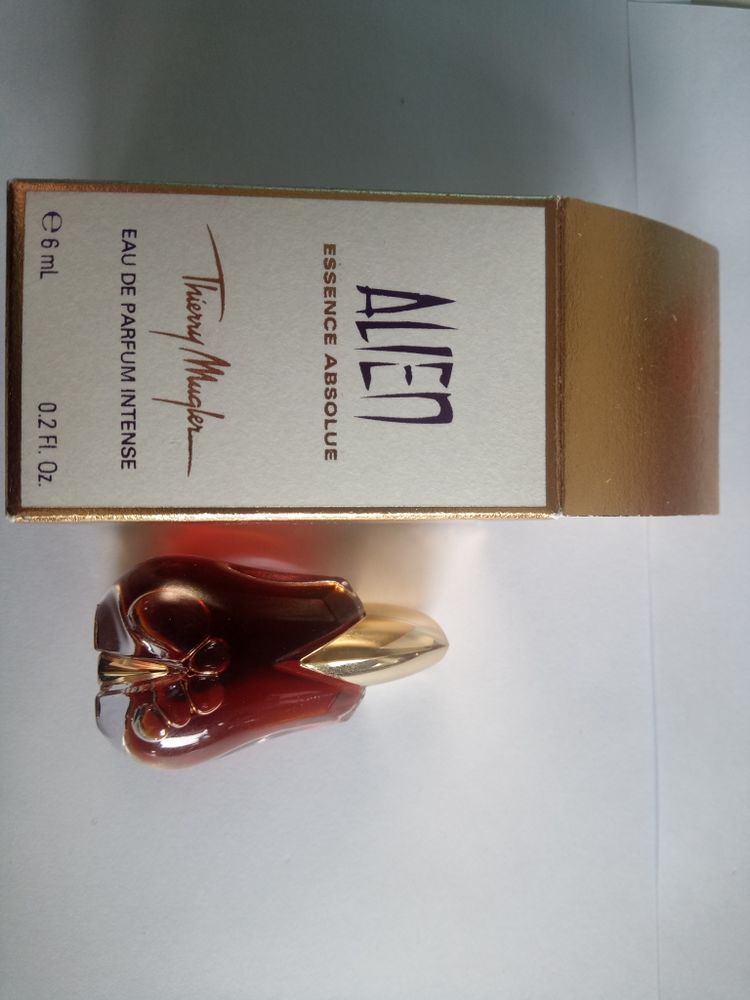 ALIEN
ESSENCE ABSOLUE
Thierry Mugler
EAU DE PARFUM INTENSE
℮ 6 mL 0.2 Fl. Oz.